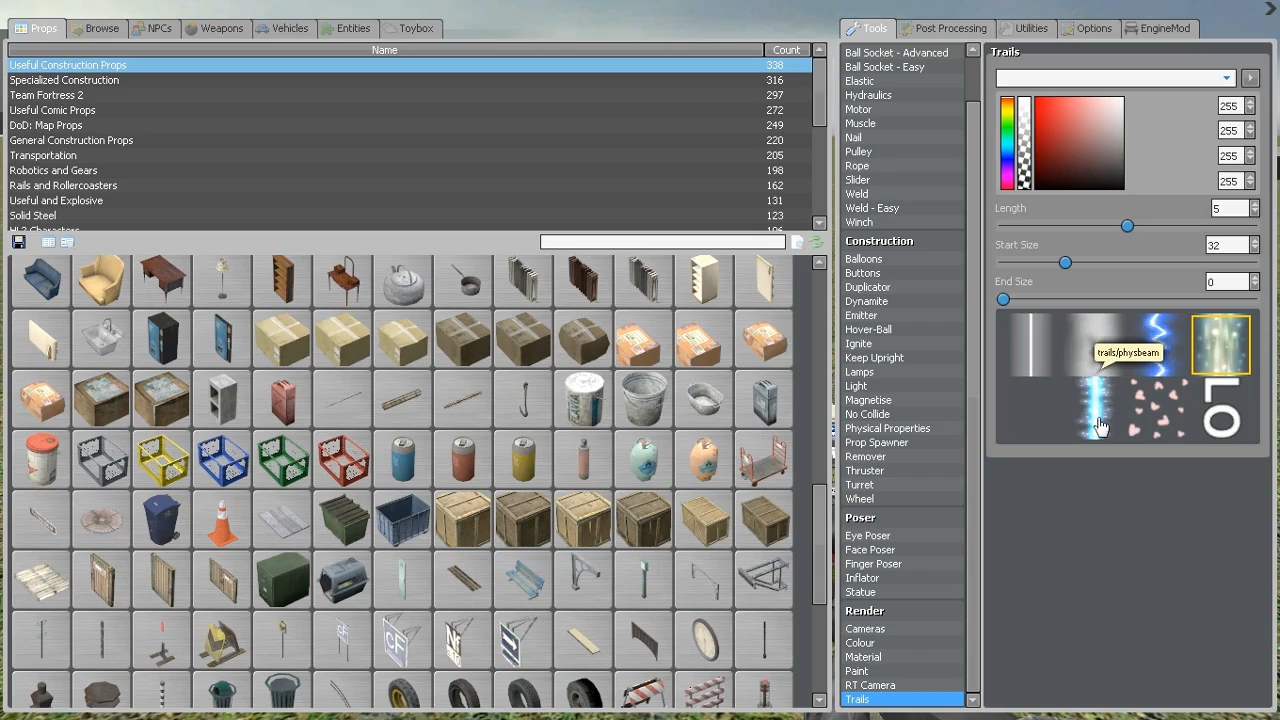 Props
Browse
NPCs
Weapons
Vehicles
Entities
Toybox
Name
Count
Useful Construction Props 338
Specialized Construction 316
Team Fortress 2 297
Useful Comic Props 272
DoD: Map Props 249
General Construction Props 220
Transportation 205
Robotics and Gears 198
Rails and Rollercoasters 162
Useful and Explosive 131
Solid Steel 123
CF
CF
Tools
Post Processing
Utilities
Options
EngineMod
Ball Socket - Advanced
Ball Socket - Easy
Elastic
Hydraulics
Motor
Muscle
Nail
Pulley
Rope
Slider
Weld
Weld - Easy
Winch
Construction
Balloons
Buttons
Duplicator
Dynamite
Emitter
Hover-Ball
Ignite
Keep Upright
Lamps
Light
Magnetise
No Collide
Physical Properties
Prop Spawner
Remover
Thruster
Turret
Wheel
Poser
Eye Poser
Face Poser
Finger Poser
Inflator
Statue
Render
Cameras
Colour
Material
Paint
RT Camera
Trails
Trails
255
255
255
255
Length 5
Start Size 32
End Size 0
trails/physbeam
LO